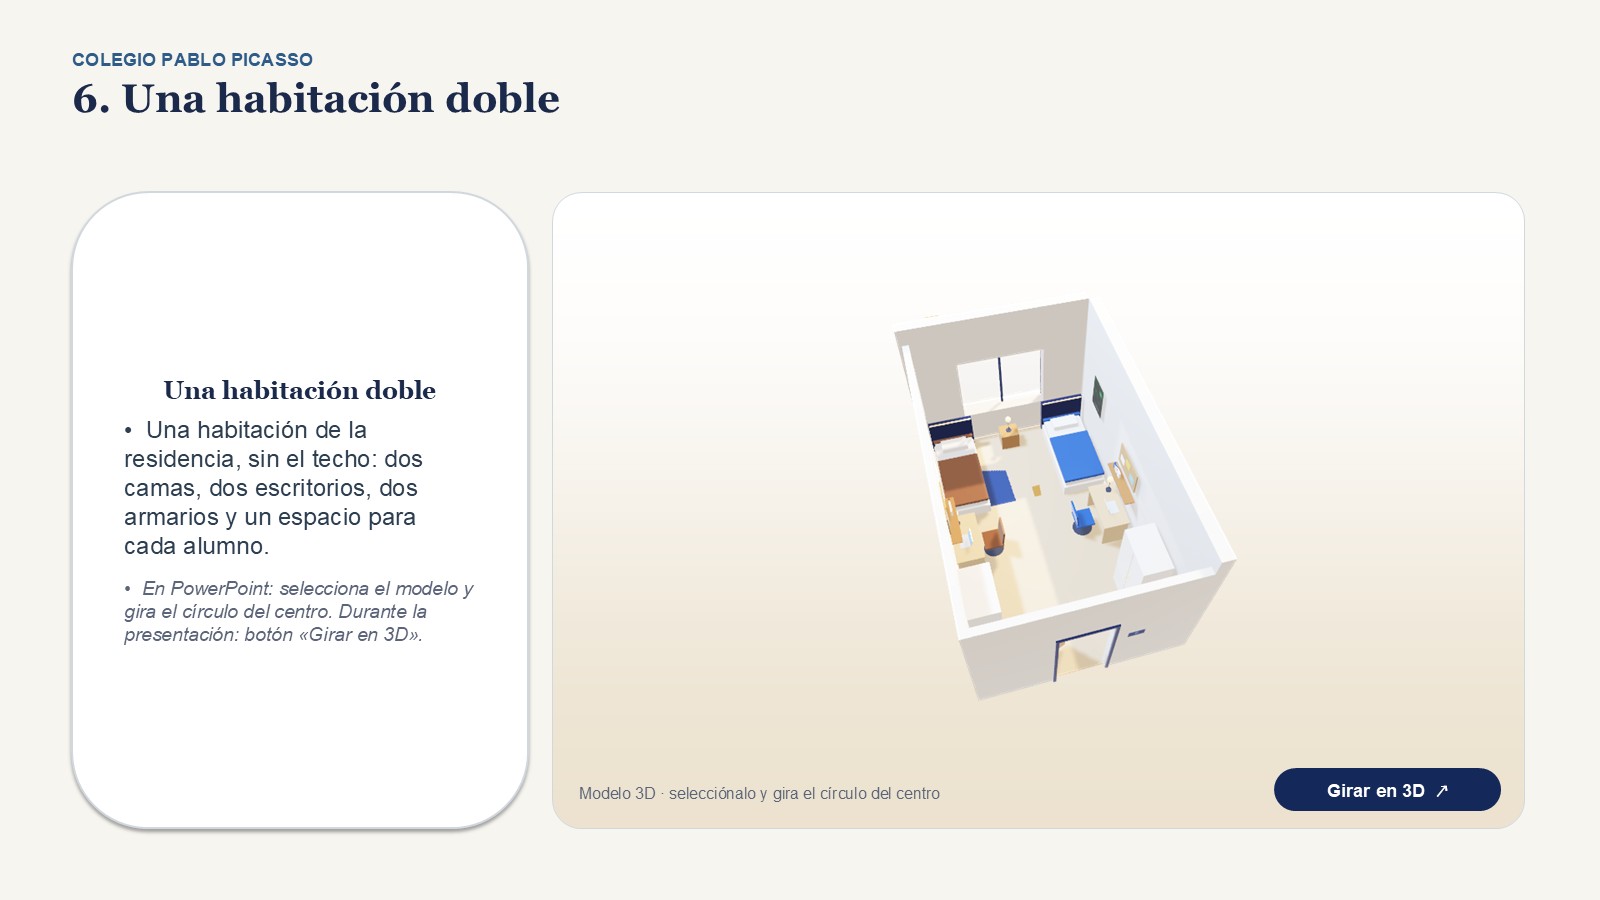 COLEGIO PABLO PICASSO
6. Una habitación doble
Una habitación doble
• Una habitación de la
residencia, sin el techo: dos
camas, dos escritorios, dos
armarios y un espacio para
cada alumno.
• En PowerPoint: selecciona el modelo y
gira el círculo del centro. Durante la
presentación: botón «Girar en 3D».
Modelo 3D · selecciónalo y gira el círculo del centro
Girar en 3D ↗